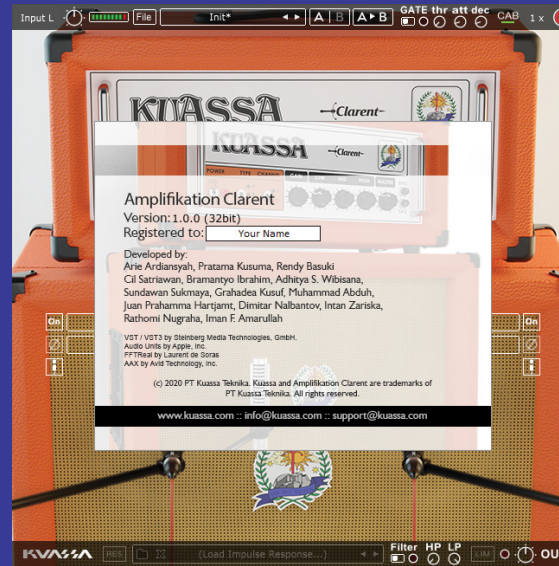 Input L File Init* A B A▸B GATE thr att dec CAB 1 x
KUASSA Clarent
KUASSA Clarent
POWER TYPE CHANNEL GAIN
Amplifikation Clarent
Version: 1.0.0 (32bit)
Registered to: Your Name
Developed by:
Arie Ardiansyah, Pratama Kusuma, Rendy Basuki
Cil Satriawan, Bramantyo Ibrahim, Adhitya S. Wibisana,
Sundawan Sukmaya, Grahadea Kusuf, Muhammad Abduh,
Juan Prahamma Hartjamt, Dimitar Nalbantov, Intan Zariska,
Rathomi Nugraha, Iman F. Amarullah
On On
VST / VST3 by Steinberg Media Technologies, GmbH.
Audio Units by Apple, Inc.
FFTReal by Laurent de Soras
AAX by Avid Technology, Inc.
(c) 2020 PT Kuassa Teknika. Kuassa and Amplifikation Clarent are trademarks of
PT Kuassa Teknika. All rights reserved.
www.kuassa.com :: info@kuassa.com :: support@kuassa.com
KUASSA RES (Load Impulse Response...) Filter HP LP LIM OU